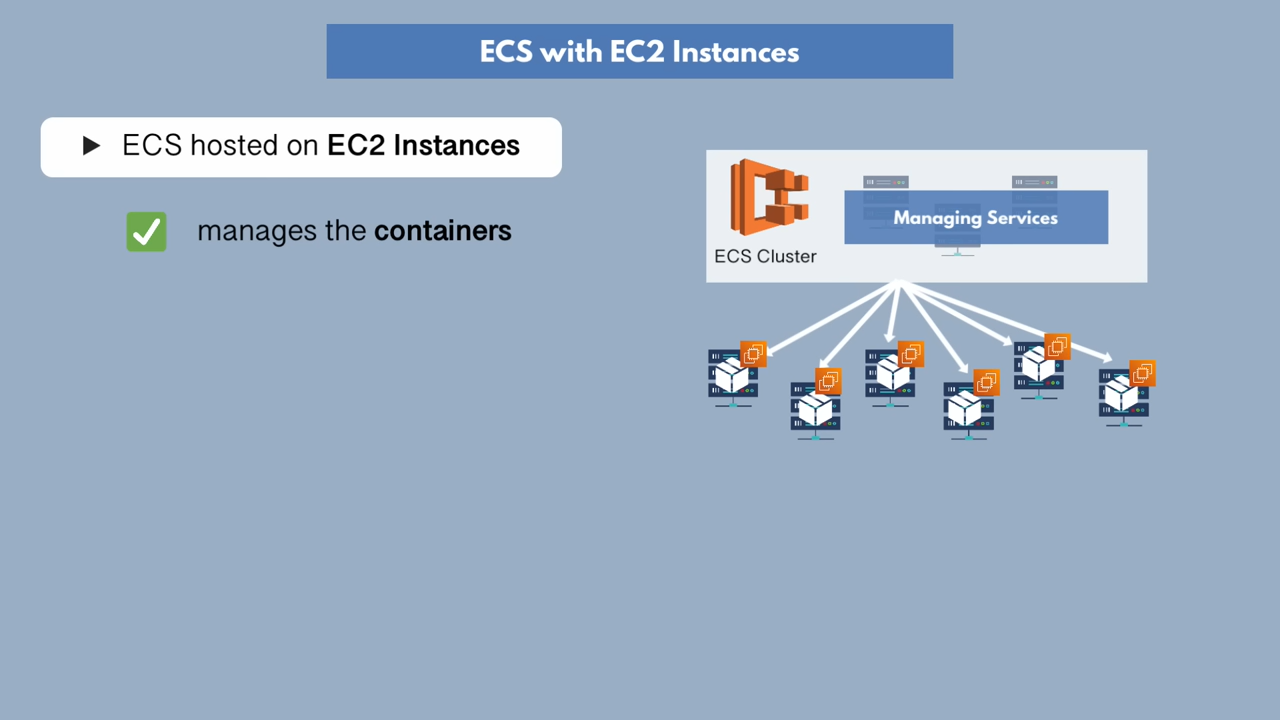 ECS with EC2 Instances
ECS hosted on EC2 Instances
manages the containers
Managing Services
ECS Cluster